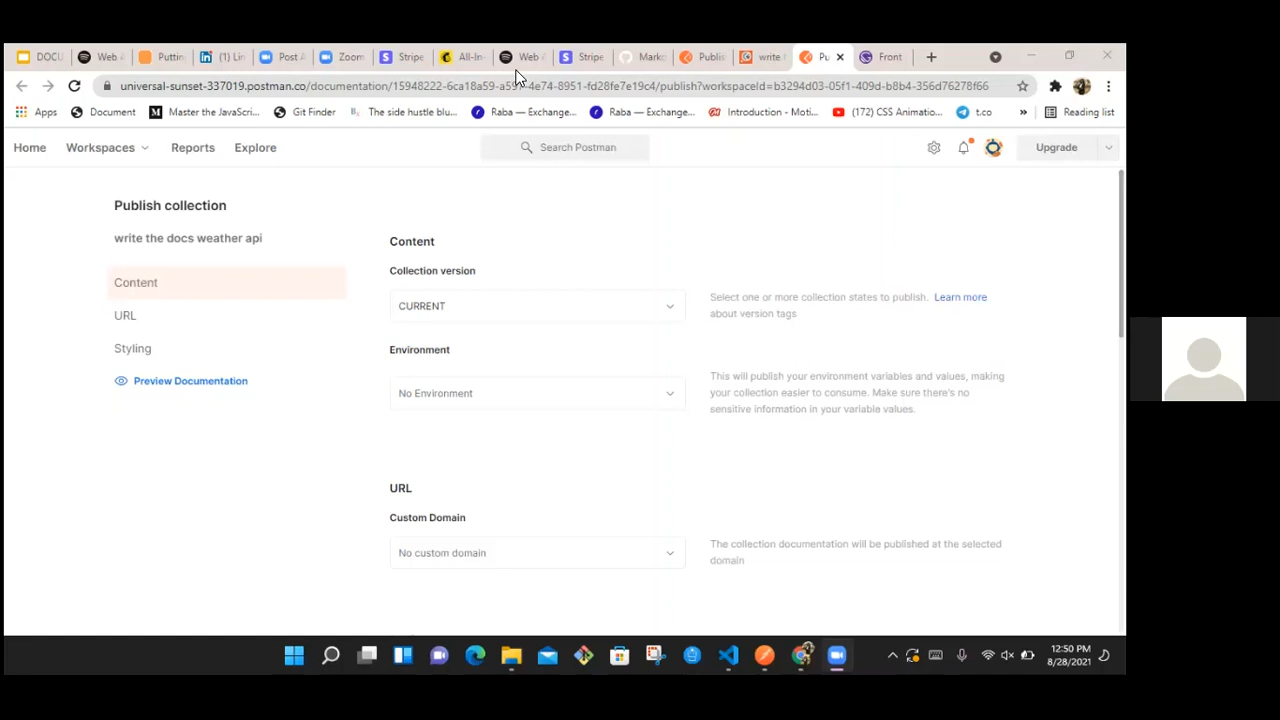 DOCU
Web A
Puttin
(1) Lin
Post A
Zoom
Stripe
All-In-
Web A
Stripe
Markd
Publis
write
Pu
Front
universal-sunset-337019.postman.co/documentation/15948222-6ca18a59-a59 4e74-8951-fd28fe7e19c4/publish?workspaceId=b3294d03-05f1-409d-b8b4-356d76278f66
Apps
Document
Master the JavaScri...
Git Finder
The side hustle blu...
Raba — Exchange...
Raba — Exchange...
Introduction - Moti...
(172) CSS Animatio...
t.co
»
Reading list
Home
Workspaces
Reports
Explore
Search Postman
Upgrade
Publish collection
write the docs weather api
Content
URL
Styling
Preview Documentation
Content
Collection version
CURRENT
Select one or more collection states to publish. Learn more
about version tags
Environment
No Environment
This will publish your environment variables and values, making
your collection easier to consume. Make sure there's no
sensitive information in your variable values.
URL
Custom Domain
No custom domain
The collection documentation will be published at the selected
domain
12:50 PM
8/28/2021